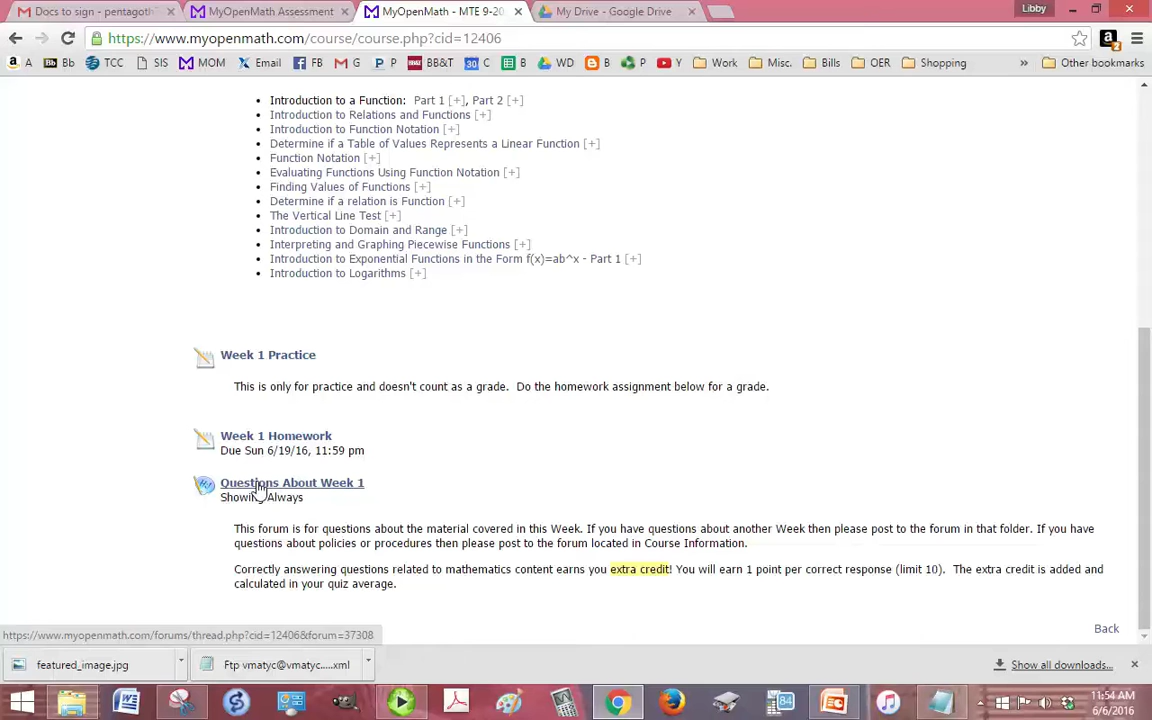 Docs to sign - pentagoth
MyOpenMath Assessment
MyOpenMath - MTE 9-20
My Drive - Google Drive
Libby
https://www.myopenmath.com/course/course.php?cid=12406
A Bb Bb TCC SIS MOM Email FB G P BB&T 30 C B WD B P Y Work Misc. Bills OER Shopping » Other bookmarks
Introduction to a Function: Part 1 [+], Part 2 [+]
Introduction to Relations and Functions [+]
Introduction to Function Notation [+]
Determine if a Table of Values Represents a Linear Function [+]
Function Notation [+]
Evaluating Functions Using Function Notation [+]
Finding Values of Functions [+]
Determine if a relation is Function [+]
The Vertical Line Test [+]
Introduction to Domain and Range [+]
Interpreting and Graphing Piecewise Functions [+]
Introduction to Exponential Functions in the Form f(x)=ab^x - Part 1 [+]
Introduction to Logarithms [+]
Week 1 Practice
This is only for practice and doesn't count as a grade. Do the homework assignment below for a grade.
Week 1 Homework
Due Sun 6/19/16, 11:59 pm
Questions About Week 1
Showing Always
This forum is for questions about the material covered in this Week. If you have questions about another Week then please post to the forum in that folder. If you have
questions about policies or procedures then please post to the forum located in Course Information.
Correctly answering questions related to mathematics content earns you extra credit! You will earn 1 point per correct response (limit 10). The extra credit is added and
calculated in your quiz average.
Back
https://www.myopenmath.com/forums/thread.php?cid=12406&forum=37308
featured_image.jpg
Ftp vmatyc@vmatyc.....xml
Show all downloads...
11:54 AM
6/6/2016